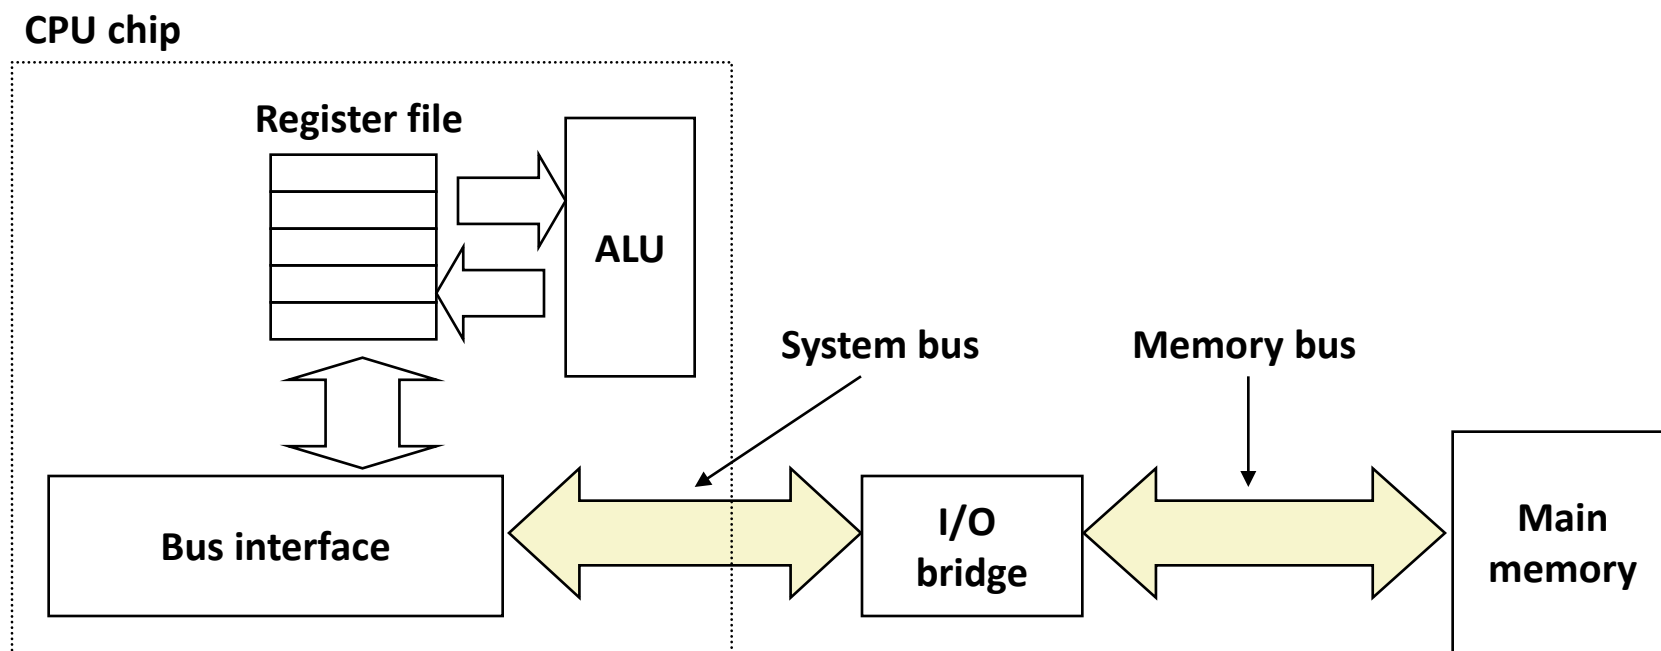 CPU chip
Register file
ALU
System bus
Memory bus
Bus interface
I/O
bridge
Main
memory